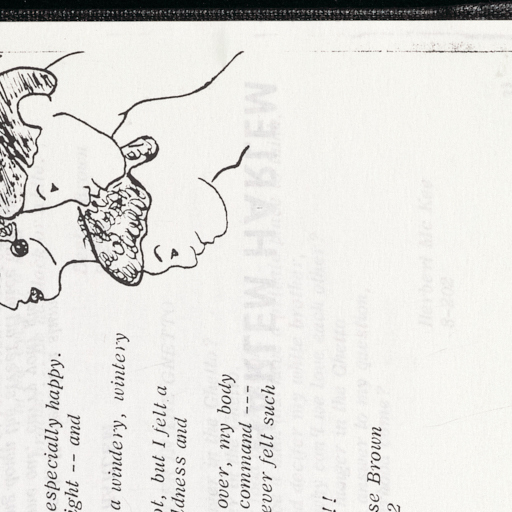 especially happy.
ight -- and
a windery, wintery
ot, but I felt a
ldness and
over, my body
command ---
ever felt such
!!
se Brown
2